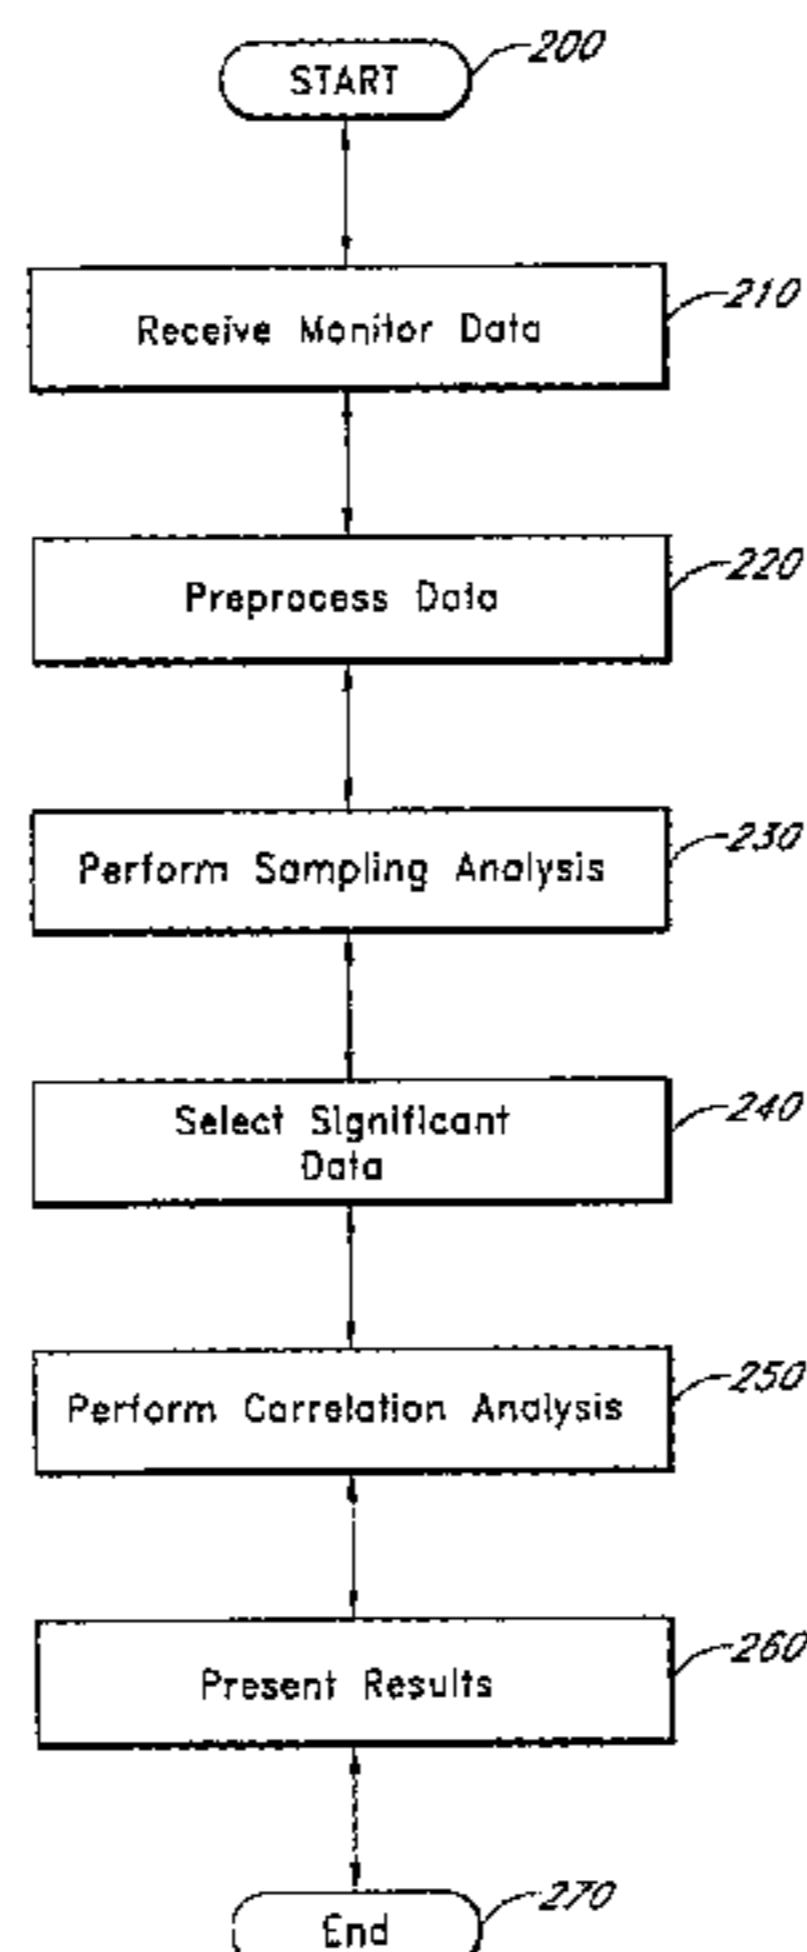 START
200
Receive Monitor Data
210
Preprocess Data
220
Perform Sampling Analysis
230
Select Significant
Data
240
Perform Correlation Analysis
250
Present Results
260
End
270